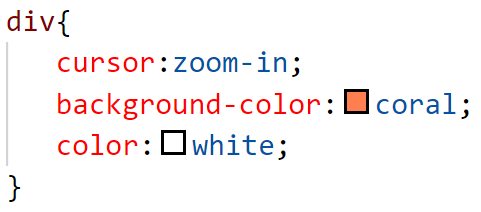 div{
cursor:zoom-in;
background-color:coral;
color:white;
}